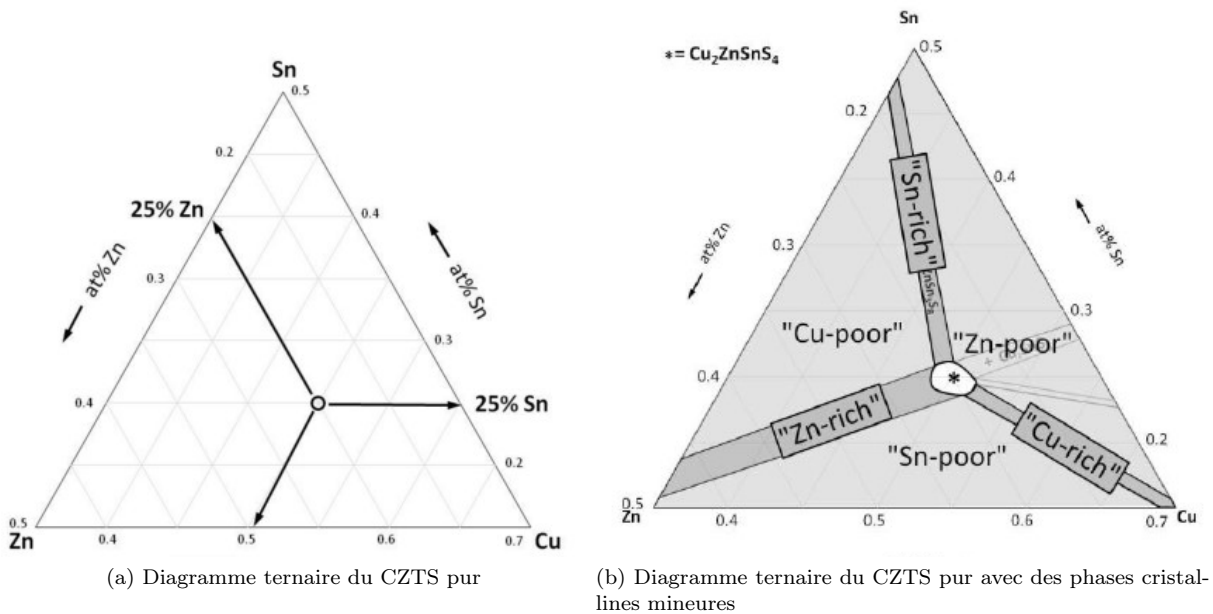 Sn
0.5
0.2
25% Zn
0.4
at% Zn
at% Sn
0.3
0.3
0.4
25% Sn
0.2
0.5
0.4
0.5
0.6
0.7
Zn
Cu
(a) Diagramme ternaire du CZTS pur
Sn
*= Cu₂ZnSnS₄
0.5
0.2
"Sn-rich"
0.4
at% Zn
at% Sn
0.3
ZnSn₃S₈
0.3
"Cu-poor"
"Zn-poor"
0.4
*
"Zn-rich"
"Cu-rich"
0.2
"Sn-poor"
0.5
Zn
0.4
0.5
0.6
0.7
Cu
(b) Diagramme ternaire du CZTS pur avec des phases cristal-
lines mineures